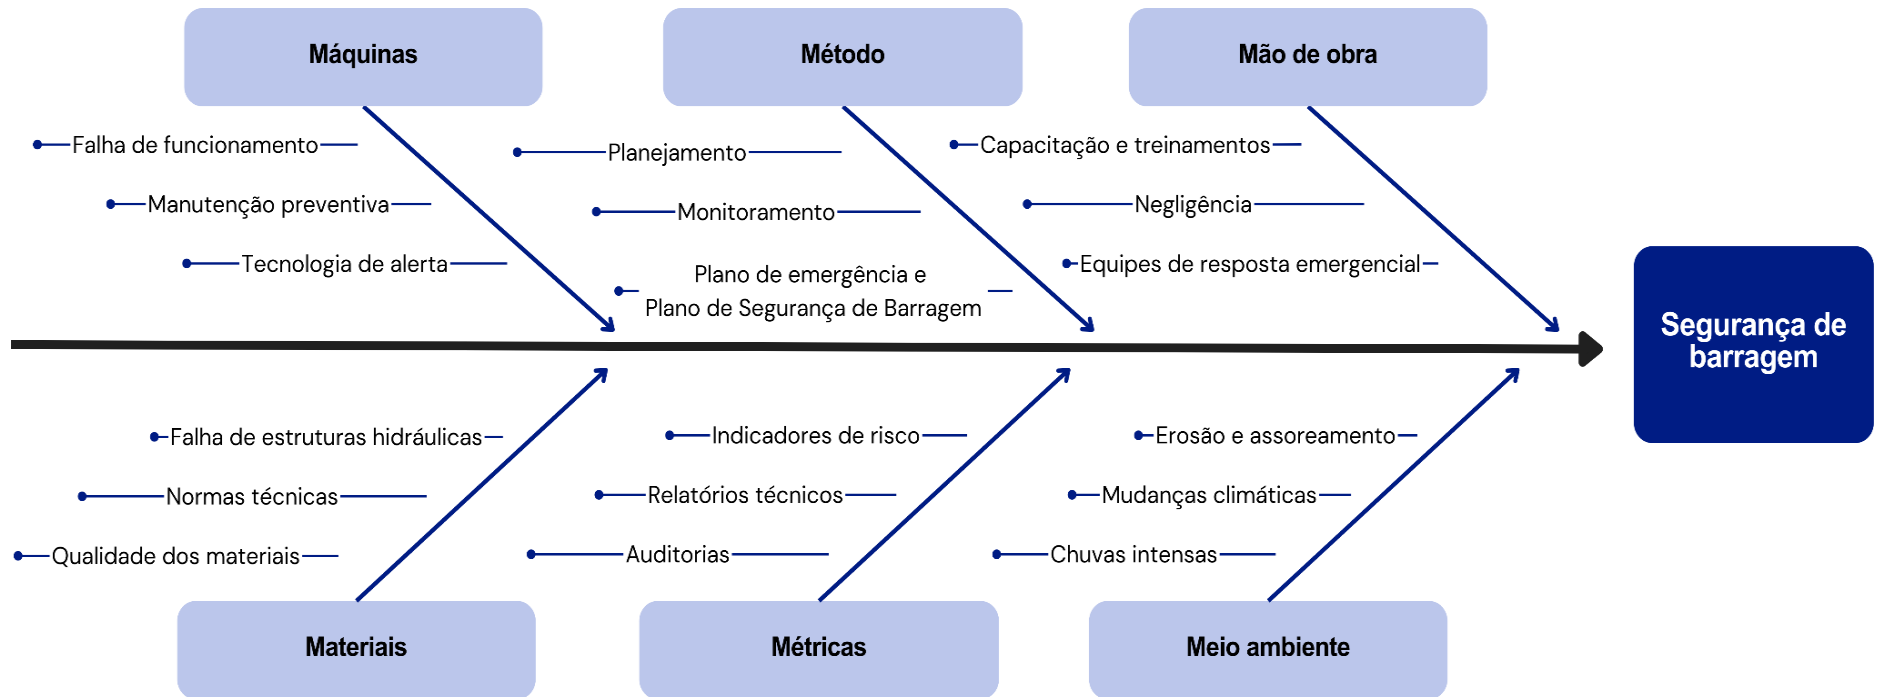 Máquinas
Método
Mão de obra
Falha de funcionamento
Manutenção preventiva
Tecnologia de alerta
Planejamento
Monitoramento
Plano de emergência e
Plano de Segurança de Barragem
Capacitação e treinamentos
Negligência
Equipes de resposta emergencial
Segurança de
barragem
Falha de estruturas hidráulicas
Normas técnicas
Qualidade dos materiais
Indicadores de risco
Relatórios técnicos
Auditorias
Erosão e assoreamento
Mudanças climáticas
Chuvas intensas
Materiais
Métricas
Meio ambiente